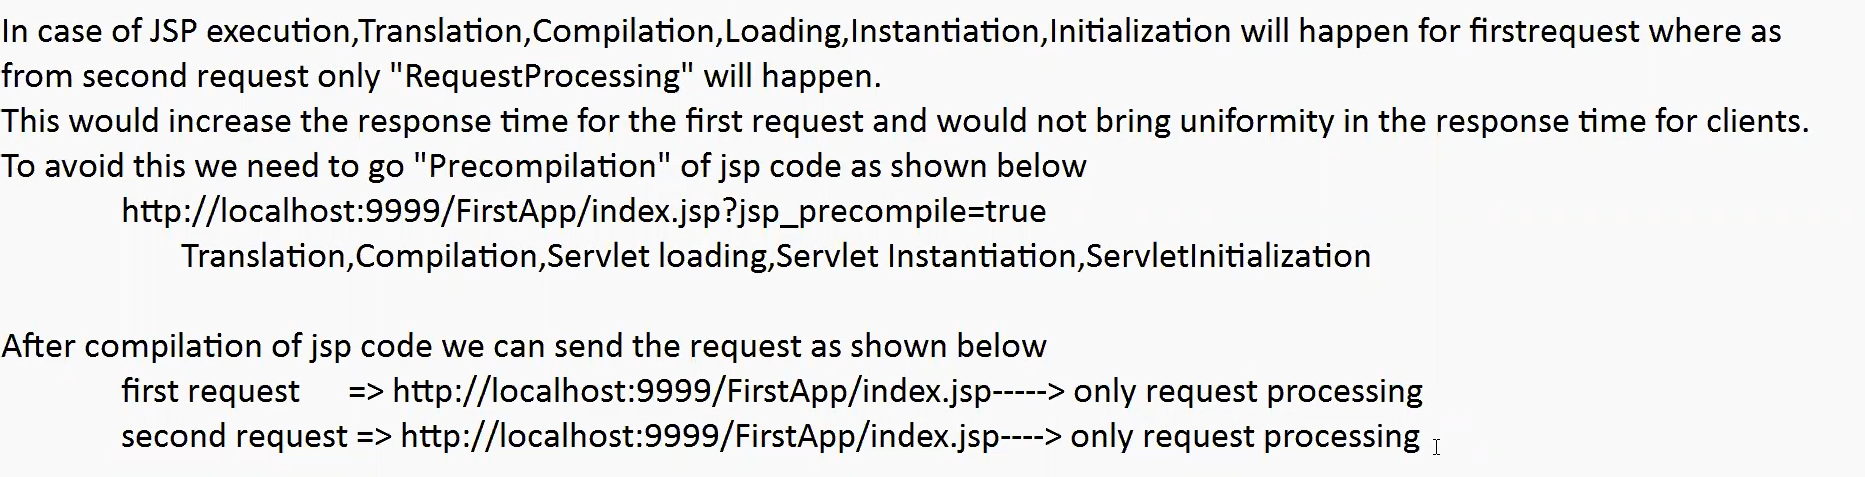 In case of JSP execution,Translation,Compilation,Loading,Instantiation,Initialization will happen for firstrequest where as
from second request only "RequestProcessing" will happen.
This would increase the response time for the first request and would not bring uniformity in the response time for clients.
To avoid this we need to go "Precompilation" of jsp code as shown below
http://localhost:9999/FirstApp/index.jsp?jsp_precompile=true
Translation,Compilation,Servlet loading,Servlet Instantiation,ServletInitialization
After compilation of jsp code we can send the request as shown below
first request => http://localhost:9999/FirstApp/index.jsp-----> only request processing
second request => http://localhost:9999/FirstApp/index.jsp----> only request processing